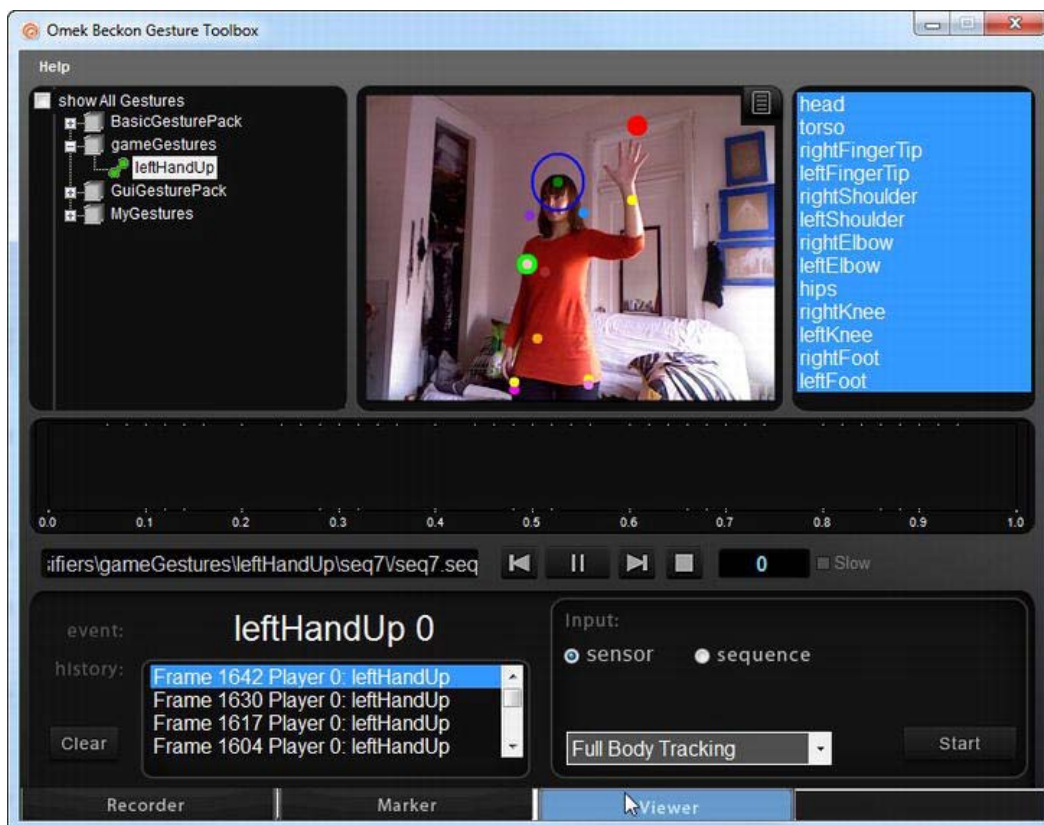 Omek Beckon Gesture Toolbox
Help
show All Gestures
BasicGesturePack
gameGestures
leftHandUp
GuiGesturePack
MyGestures
head
torso
rightFingerTip
leftFingerTip
rightShoulder
leftShoulder
rightElbow
leftElbow
hips
rightKnee
leftKnee
rightFoot
leftFoot
0.0 0.1 0.2 0.3 0.4 0.5 0.6 0.7 0.8 0.9 1.0
ifiers\gameGestures\leftHandUp\seq7\/seq7.seq
0
Slow
event: leftHandUp 0
history:
Frame 1642 Player 0: leftHandUp
Frame 1630 Player 0: leftHandUp
Frame 1617 Player 0: leftHandUp
Frame 1604 Player 0: leftHandUp
Clear
Input:
sensor sequence
Full Body Tracking
Start
Recorder Marker Viewer